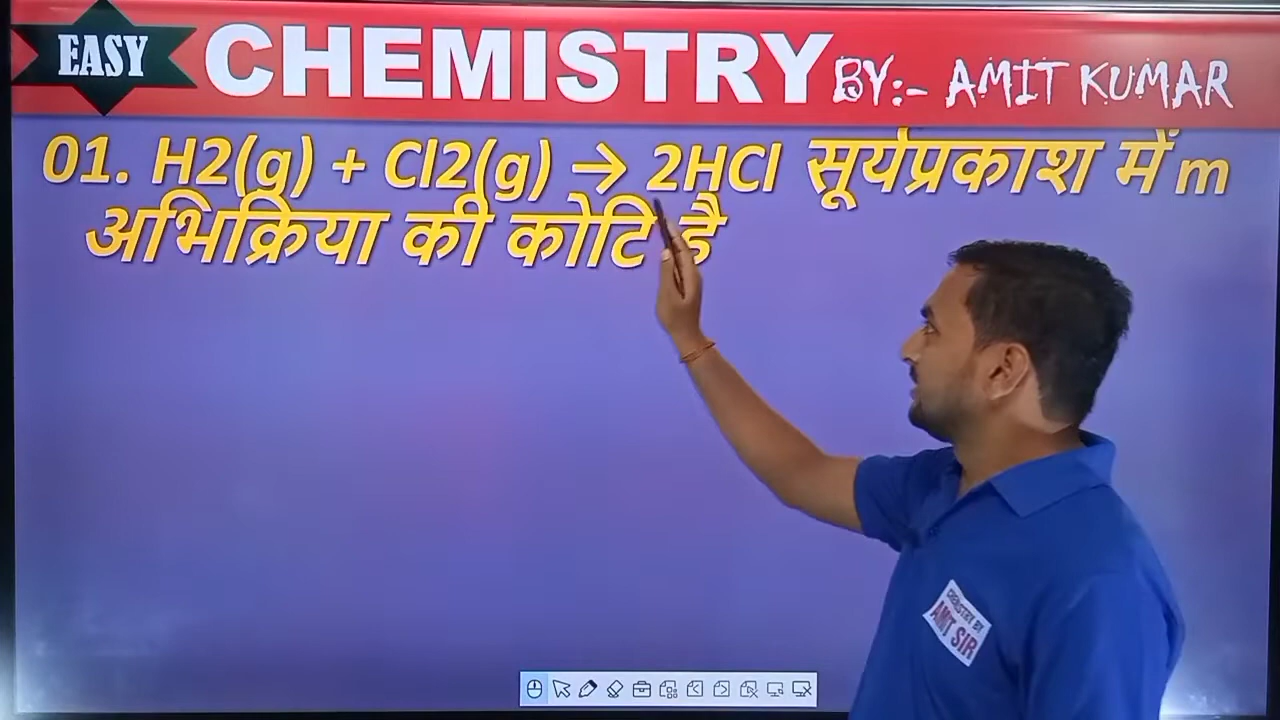 EASY CHEMISTRY BY:- AMIT KUMAR
01. H2(g) + Cl2(g) → 2HCl सूर्यप्रकाश में m
अभिक्रिया की कोटि है
CHEMISTRY BY
AMIT SIR